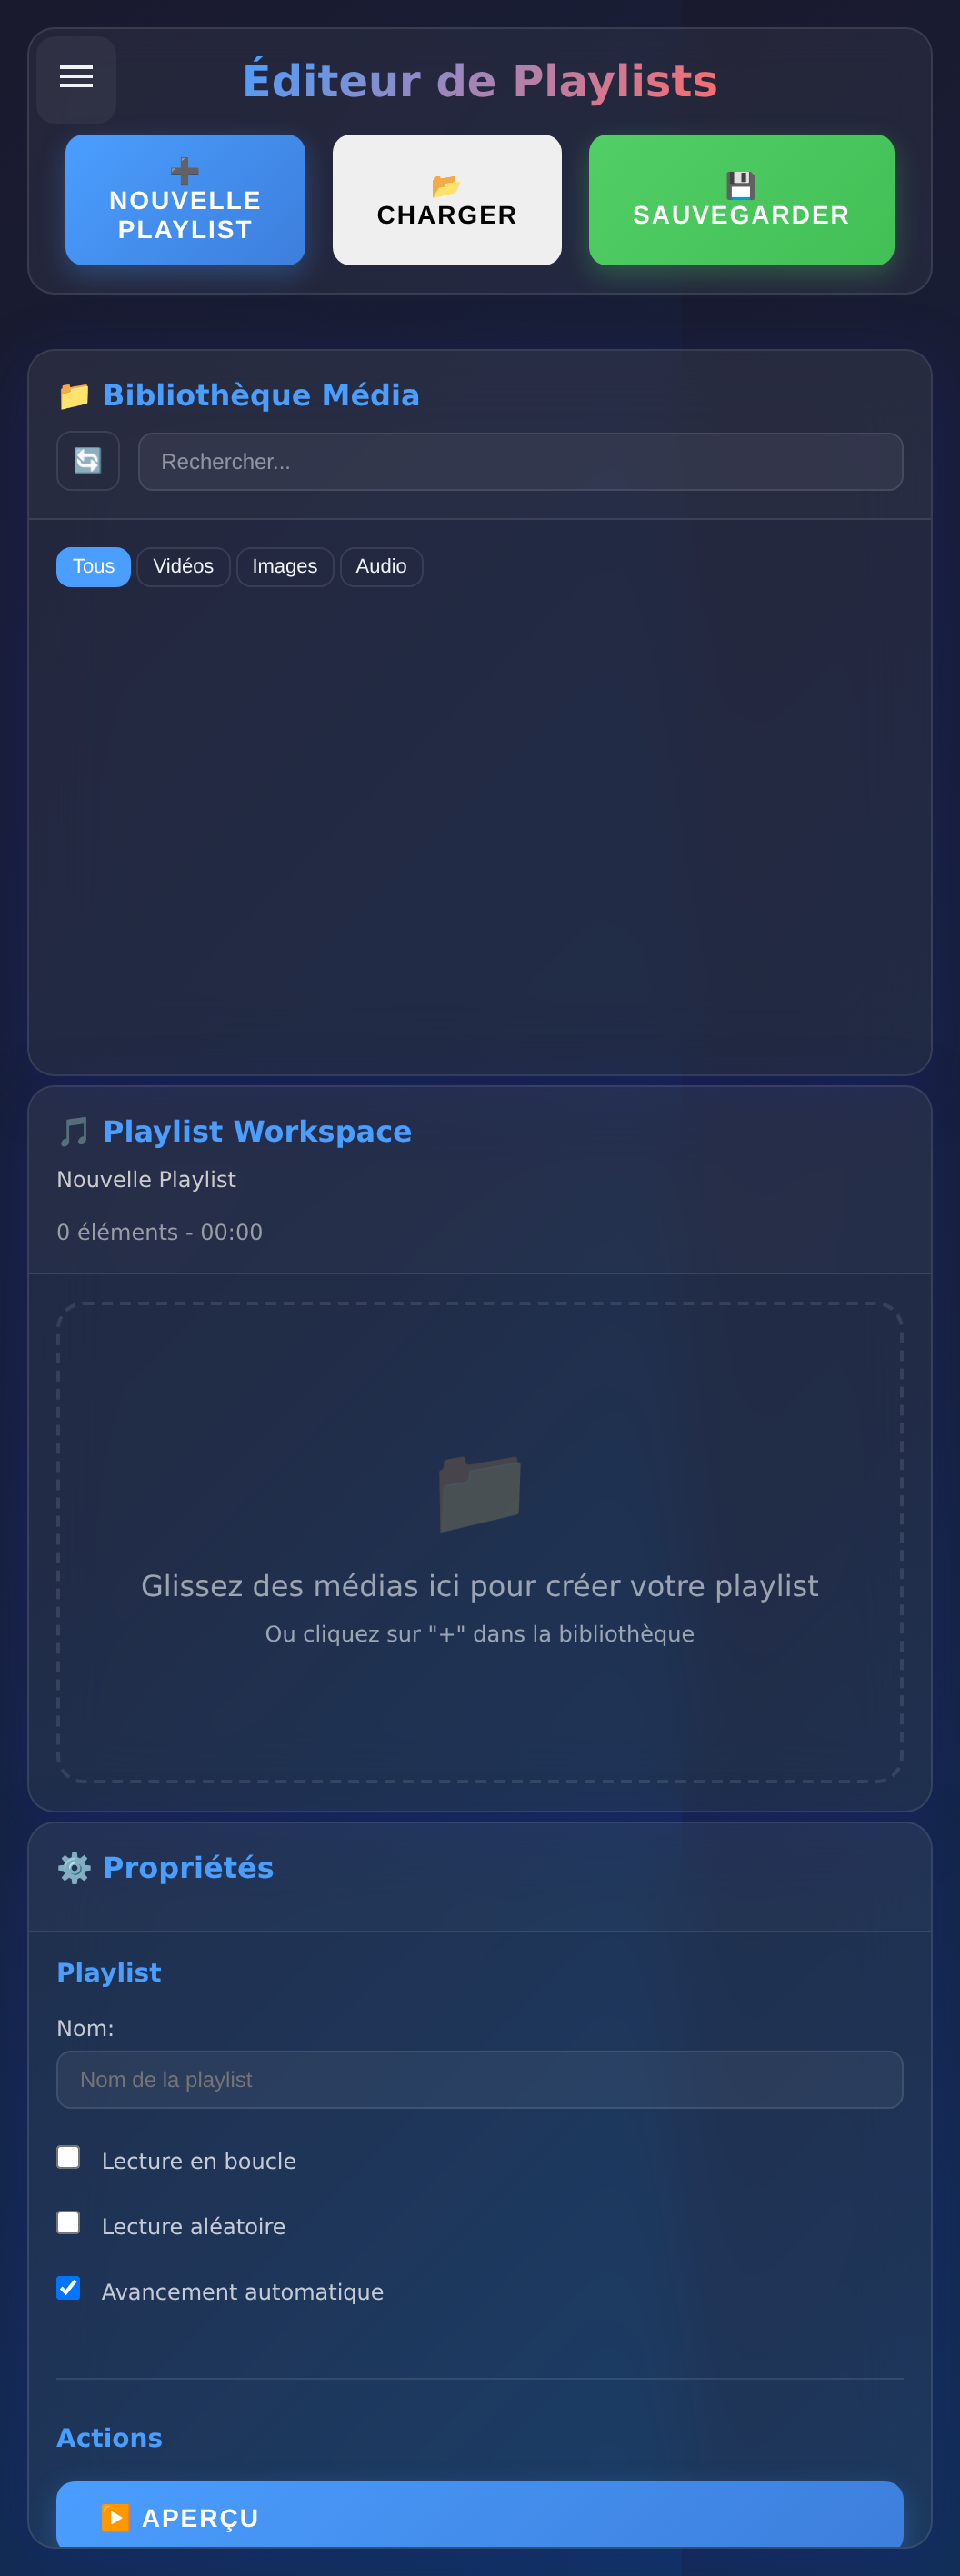 Éditeur de Playlists
➕
NOUVELLE
PLAYLIST
📂
CHARGER
💾
SAUVEGARDER
📁 Bibliothèque Média
🔄 Rechercher...
Tous Vidéos Images Audio
🎵 Playlist Workspace
Nouvelle Playlist
0 éléments - 00:00
Glissez des médias ici pour créer votre playlist
Ou cliquez sur "+" dans la bibliothèque
⚙️ Propriétés
Playlist
Nom:
Nom de la playlist
Lecture en boucle
Lecture aléatoire
Avancement automatique
Actions
▶️ APERÇU